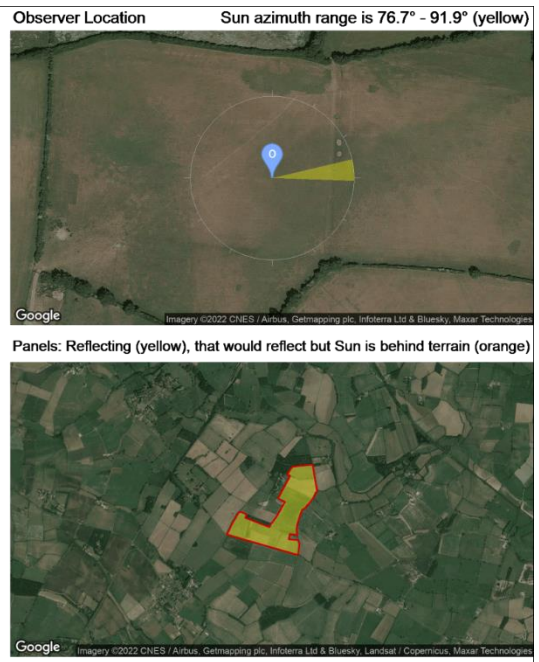 Observer Location Sun azimuth range is 76.7° - 91.9° (yellow)
O
Google Imagery ©2022 CNES / Airbus, Getmapping plc, Infoterra Ltd & Bluesky, Maxar Technologies
Panels: Reflecting (yellow), that would reflect but Sun is behind terrain (orange)
Google Imagery ©2022 CNES / Airbus, Getmapping plc, Infoterra Ltd & Bluesky, Landsat / Copernicus, Maxar Technologies